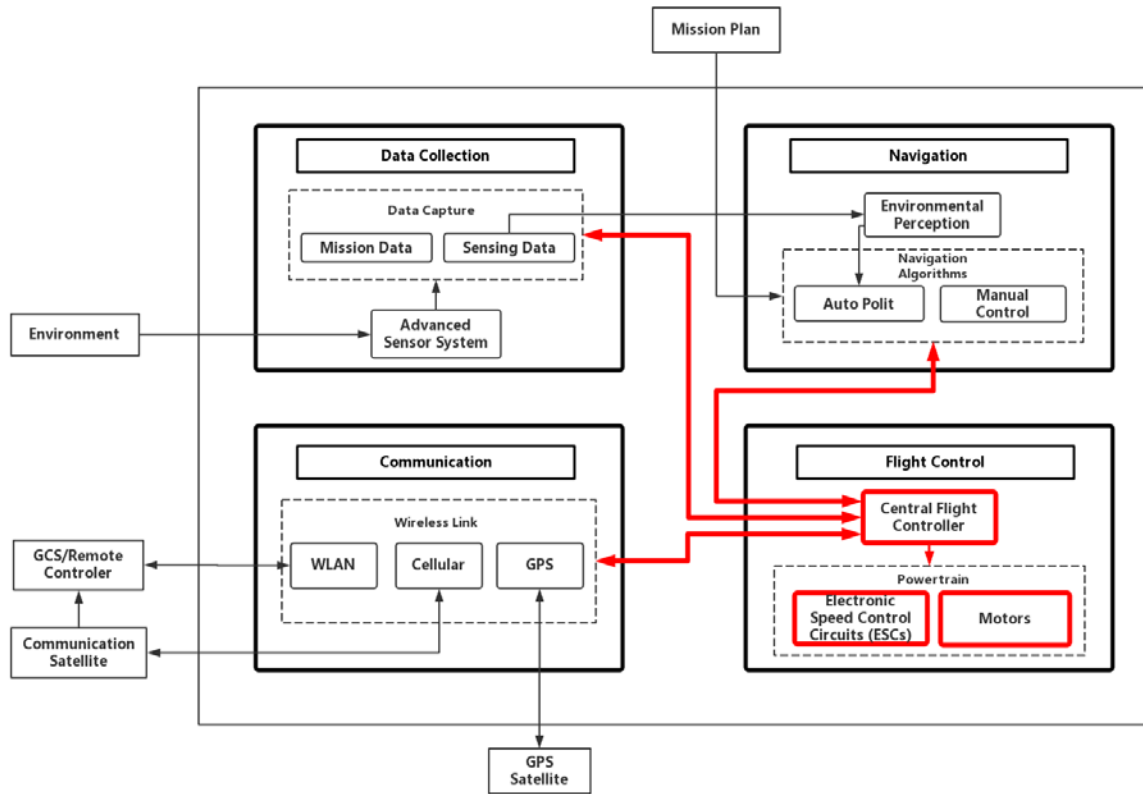 Mission Plan
Data Collection
Data Capture
Mission Data
Sensing Data
Advanced
Sensor System
Environment
Navigation
Environmental
Perception
Navigation
Algorithms
Auto Polit
Manual
Control
Communication
Wireless Link
WLAN
Cellular
GPS
GCS/Remote
Controler
Communication
Satellite
GPS
Satellite
Flight Control
Central Flight
Controller
Powertrain
Electronic
Speed Control
Circuits (ESCs)
Motors